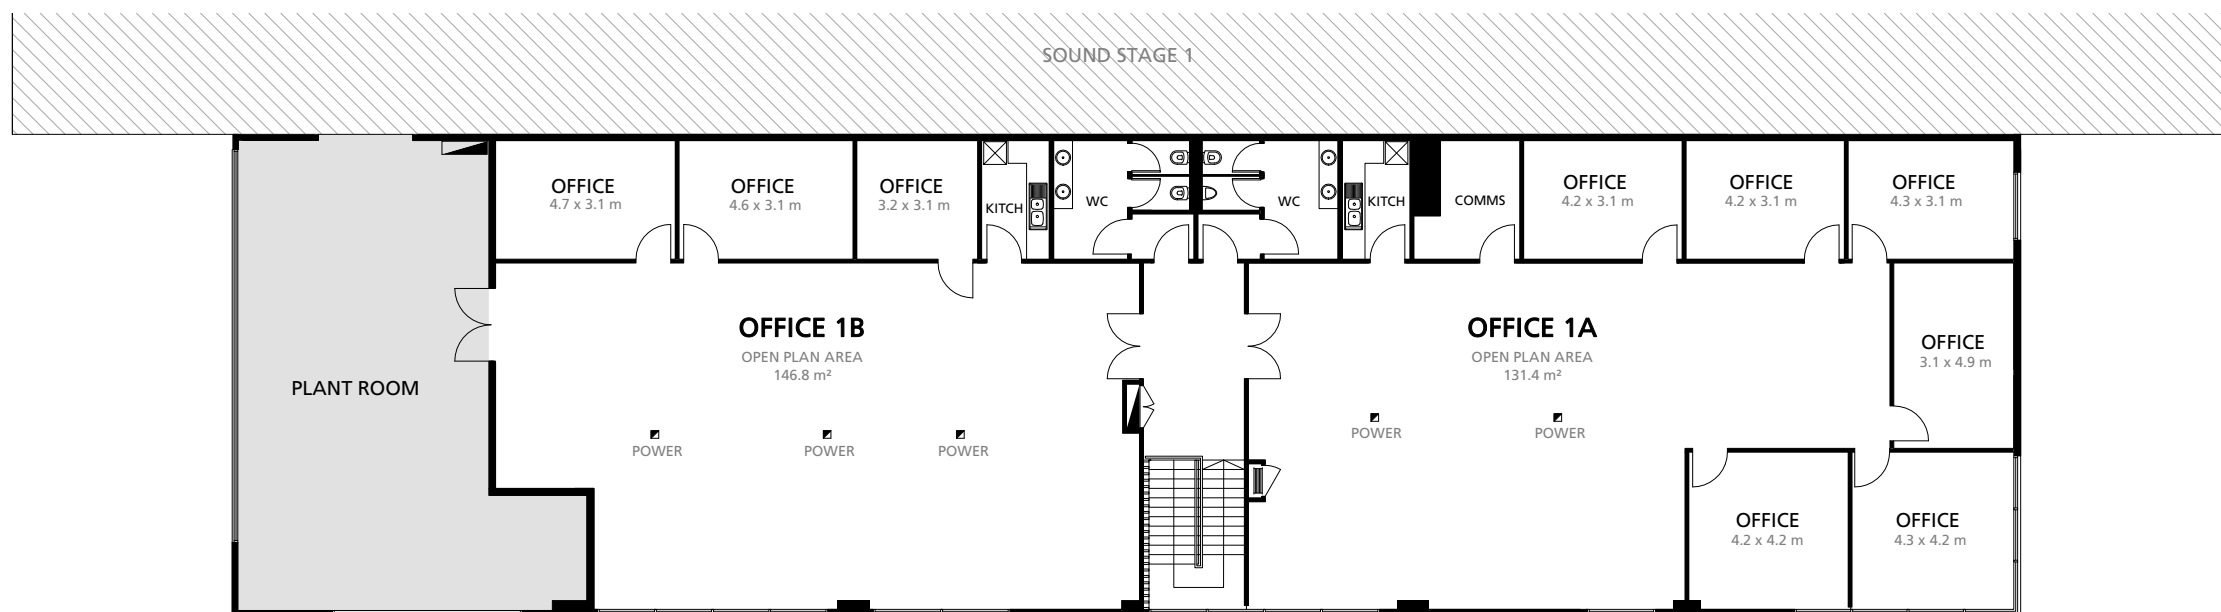 SOUND STAGE 1
OFFICE
4.7 x 3.1 m
OFFICE
4.6 x 3.1 m
OFFICE
3.2 x 3.1 m
KITCH
WC
WC
KITCH
COMMS
OFFICE
4.2 x 3.1 m
OFFICE
4.2 x 3.1 m
OFFICE
4.3 x 3.1 m
OFFICE 1B
OPEN PLAN AREA
146.8 m²
OFFICE 1A
OPEN PLAN AREA
131.4 m²
OFFICE
3.1 x 4.9 m
PLANT ROOM
POWER
POWER
POWER
POWER
POWER
OFFICE
4.2 x 4.2 m
OFFICE
4.3 x 4.2 m